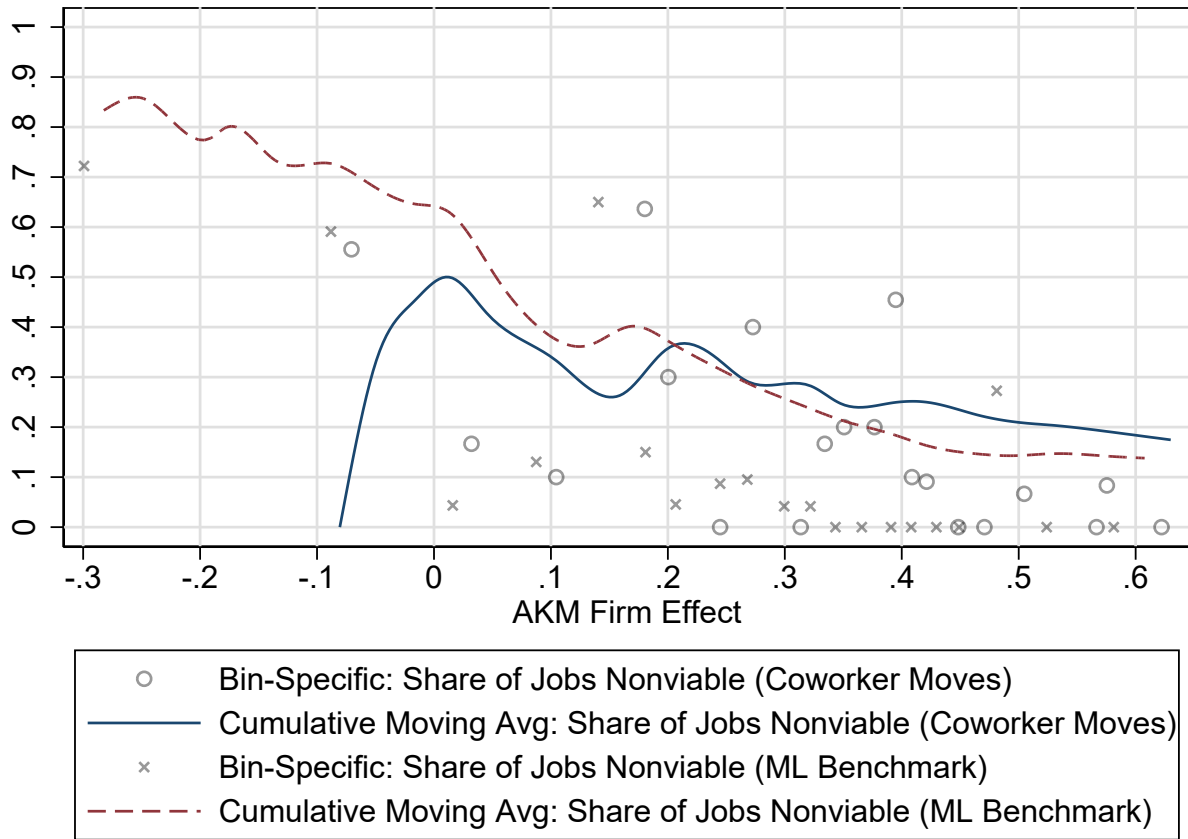 1
.9
.8
.7
.6
.5
.4
.3
.2
.1
0
-.3 -.2 -.1 0 .1 .2 .3 .4 .5 .6
AKM Firm Effect
Bin-Specific: Share of Jobs Nonviable (Coworker Moves)
Cumulative Moving Avg: Share of Jobs Nonviable (Coworker Moves)
Bin-Specific: Share of Jobs Nonviable (ML Benchmark)
Cumulative Moving Avg: Share of Jobs Nonviable (ML Benchmark)